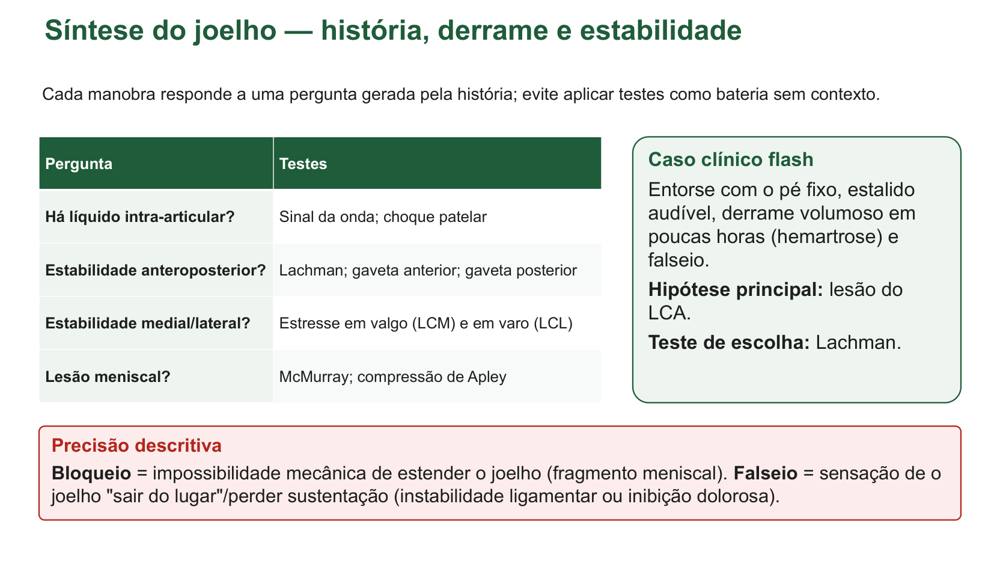 Síntese do joelho — história, derrame e estabilidade
Cada manobra responde a uma pergunta gerada pela história; evite aplicar testes como bateria sem contexto.
Pergunta Testes
Há líquido intra-articular? Sinal da onda; choque patelar
Estabilidade anteroposterior? Lachman; gaveta anterior; gaveta posterior
Estabilidade medial/lateral? Estresse em valgo (LCM) e em varo (LCL)
Lesão meniscal? McMurray; compressão de Apley
Caso clínico flash
Entorse com o pé fixo, estalido
audível, derrame volumoso em
poucas horas (hemartrose) e
falseio.
Hipótese principal: lesão do
LCA.
Teste de escolha: Lachman.
Precisão descritiva
Bloqueio = impossibilidade mecânica de estender o joelho (fragmento meniscal). Falseio = sensação de o
joelho "sair do lugar"/perder sustentação (instabilidade ligamentar ou inibição dolorosa).